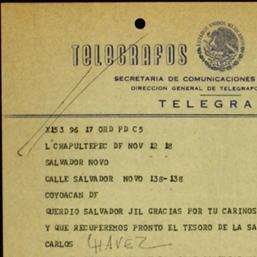 TELEGRAFOS
SECRETARIA DE COMUNICACIONES
DIRECCION GENERAL DE TELEGRAFO
TELEGRA
X153 96 17 ORD PD C5
L CHAPULTEPEC DF NOV 12 18
SALVADOR NOVO
CALLE SALVADOR NOVO 138-138
COYOACAN DF
QUERDIO SALVADOR JIL GRACIAS POR TU CARINOS
Y QUE RECUPEREMOS PRONTO EL TESORO DE LA SA
CARLOS CHAVEZ